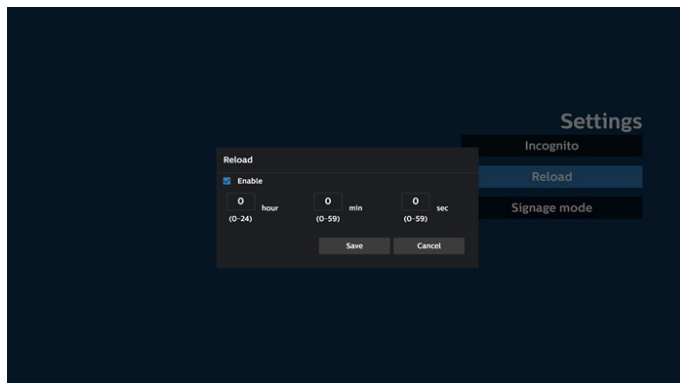 Settings
Incognito
Reload
Signage mode
Reload
Enable
0 hour 0 min 0 sec
(0-24) (0-59) (0-59)
Save Cancel